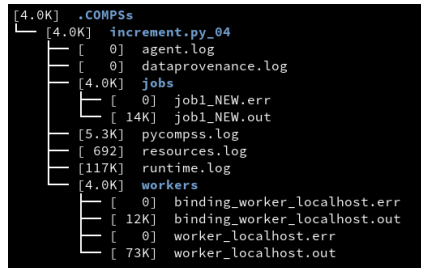 [4.0K]  .COMPSs
└── [4.0K]  increment.py_04
    ├── [   0]  agent.log
    ├── [   0]  dataprovenance.log
    ├── [4.0K]  jobs
    │   ├── [   0]  job1_NEW.err
    │   └── [ 14K]  job1_NEW.out
    ├── [5.3K]  pycompss.log
    ├── [ 692]  resources.log
    ├── [117K]  runtime.log
    └── [4.0K]  workers
        ├── [   0]  binding_worker_localhost.err
        ├── [ 12K]  binding_worker_localhost.out
        ├── [   0]  worker_localhost.err
        └── [ 73K]  worker_localhost.out